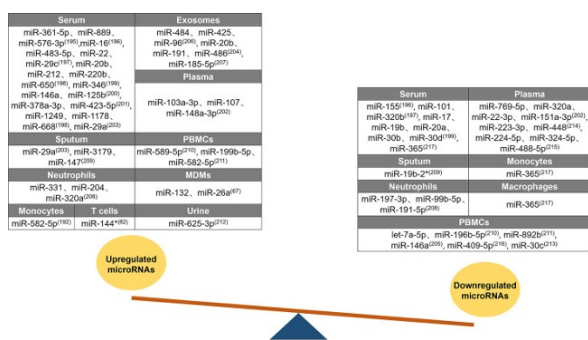 Serum
miR-361-5p、miR-889、
miR-576-3p(195)、miR-16(196)、
miR-483-5p、miR-22、
miR-29c(197)、miR-20b、
miR-212、miR-220b、
miR-650(198)、miR-346(199)、
miR-146a、miR-125b(200)、
miR-378a-3p、miR-423-5p(201)、
miR-1249、miR-1178、
miR-668(198)、miR-29a(203)
Exosomes
miR-484、miR-425、
miR-96(206)、miR-20b、
miR-191、miR-486(204)、
miR-185-5p(207)
Plasma
miR-103a-3p、miR-107、
miR-148a-3p(202)
Sputum
miR-29a(203)、miR-3179、
miR-147(209)
PBMCs
miR-589-5p(210)、miR-199b-5p、
miR-582-5p(211)
Neutrophils
miR-331、miR-204、
miR-320a(208)
MDMs
miR-132、miR-26a(67)
Monocytes
miR-582-5p(192)
T cells
miR-144*(82)
Urine
miR-625-3p(212)
Upregulated
microRNAs
Serum
miR-155(196)、miR-101、
miR-320b(197)、miR-17、
miR-19b、miR-20a、
miR-30b、miR-30d(199)、
miR-365(217)
Plasma
miR-769-5p、miR-320a、
miR-22-3p、miR-151a-3p(202)、
miR-223-3p、miR-448(214)、
miR-224-5p、miR-324-5p、
miR-488-5p(215)
Sputum
miR-19b-2*(209)
Monocytes
miR-365(217)
Neutrophils
miR-197-3p、miR-99b-5p、
miR-191-5p(208)
Macrophages
miR-365(217)
PBMCs
let-7a-5p、miR-196b-5p(210)、miR-892b(211)、
miR-146a(205)、miR-409-5p(216)、miR-30c(213)
Downregulated
microRNAs